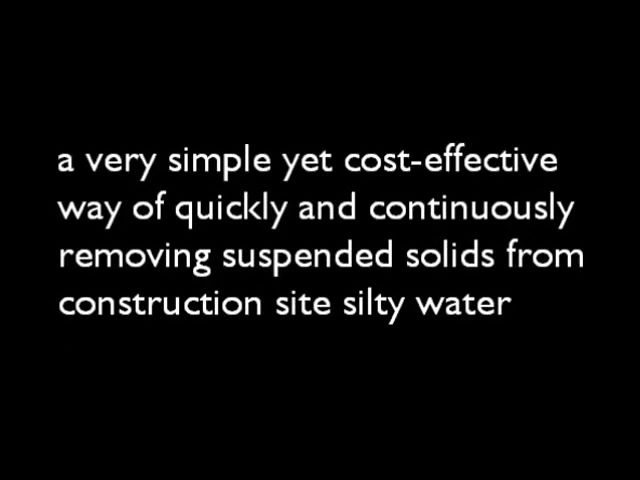 a very simple yet cost-effective
way of quickly and continuously
removing suspended solids from
construction site silty water